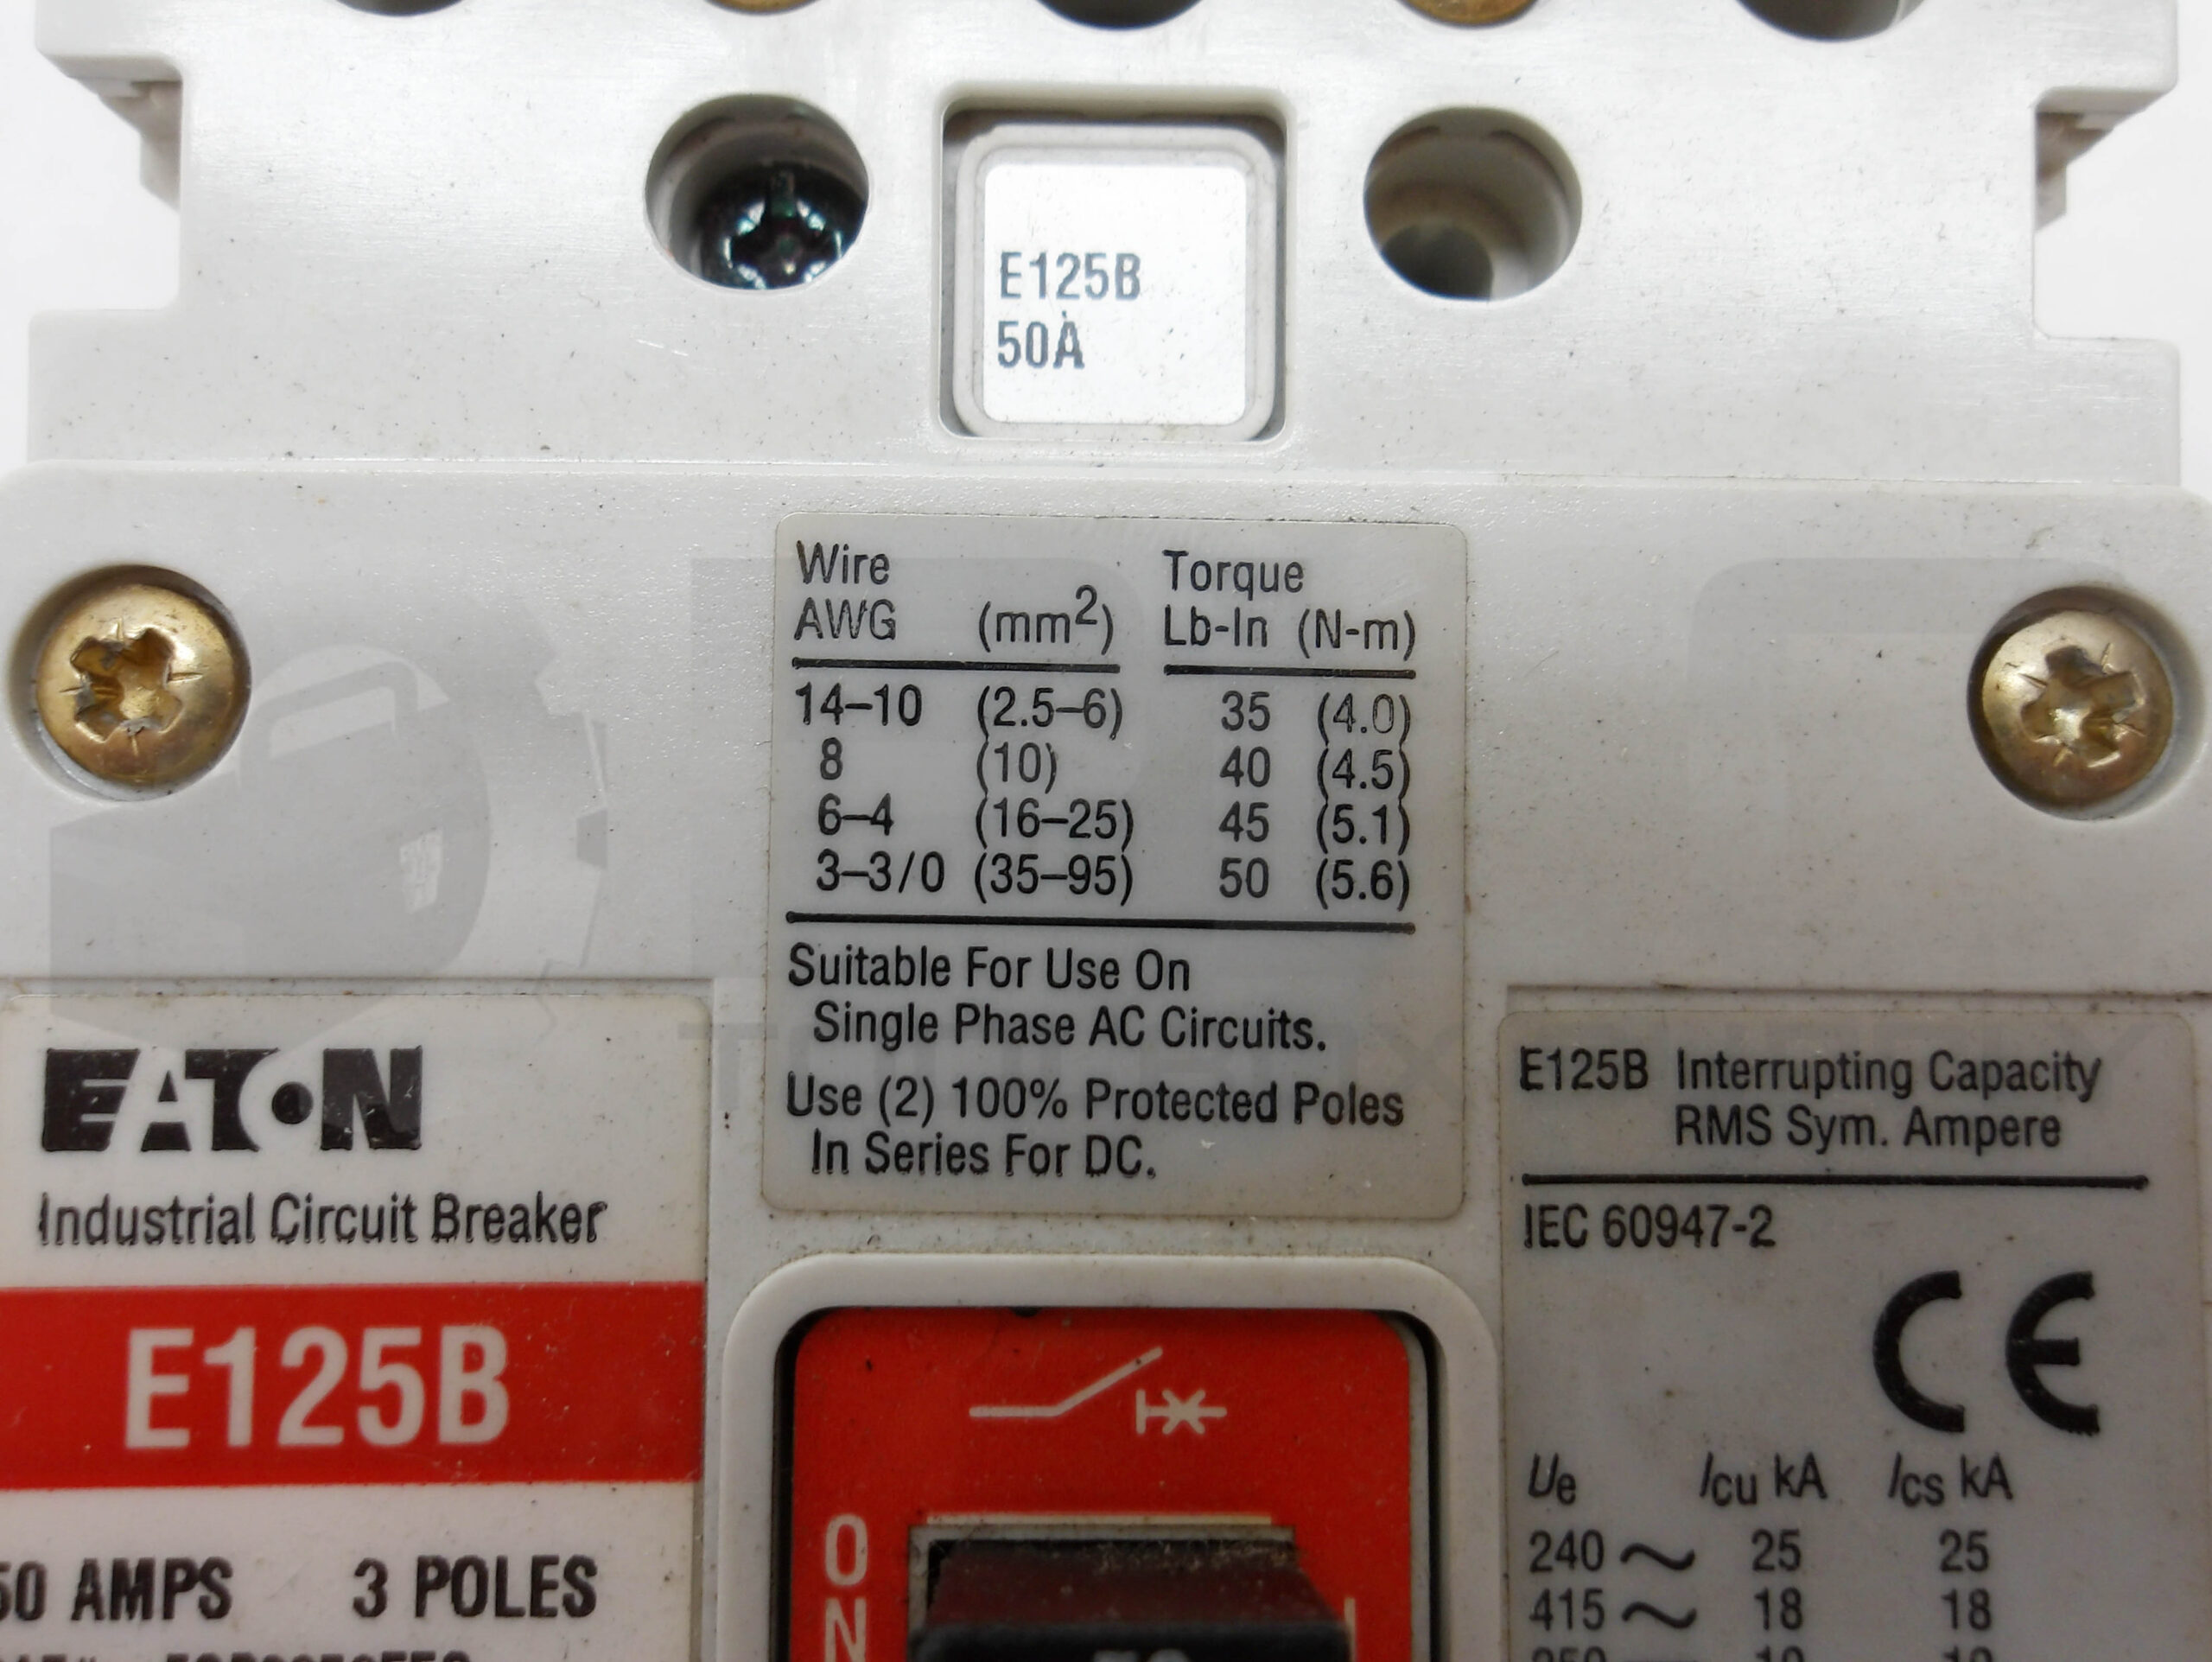 E125B
50A
Wire Torque
AWG (mm²) Lb-In (N-m)
14–10 (2.5–6) 35 (4.0)
8 (10) 40 (4.5)
6–4 (16–25) 45 (5.1)
3–3/0 (35–95) 50 (5.6)
Suitable For Use On
Single Phase AC Circuits.
Use (2) 100% Protected Poles
In Series For DC.
EATON
Industrial Circuit Breaker
E125B
50 AMPS 3 POLES
ON
E125B Interrupting Capacity
RMS Sym. Ampere
IEC 60947-2
CE
Ue Icu kA Ics kA
240 ~ 25 25
415 ~ 18 18